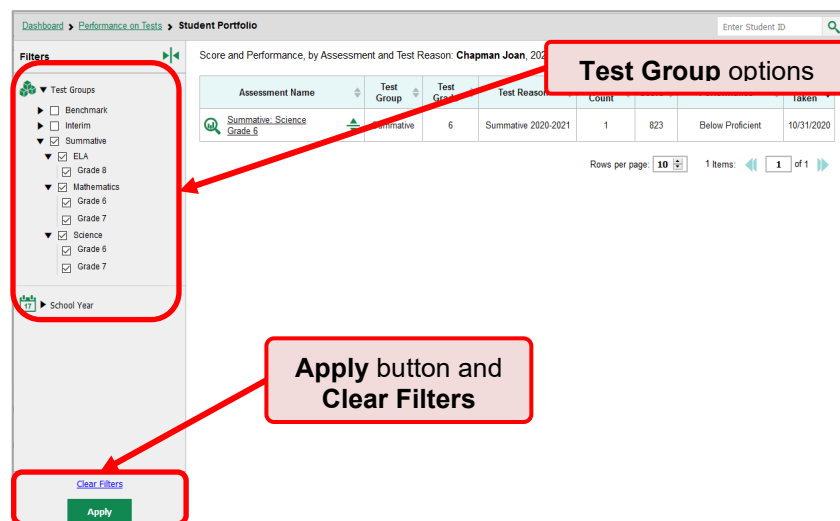 Dashboard > Performance on Tests > Student Portfolio
Enter Student ID
Filters
Score and Performance, by Assessment and Test Reason: Chapman Joan,
Test Group options
Test Groups
Benchmark
Interim
Summative
ELA
Grade 8
Mathematics
Grade 6
Grade 7
Science
Grade 6
Grade 7
17 School Year
Assessment Name Test Group Test Reason Count Taken
Summative: Science Grade 6 6 Summative 2020-2021 1 823 Below Proficient 10/31/2020
Rows per page: 10 1 Items: 1 of 1
Apply button and
Clear Filters
Clear Filters
Apply